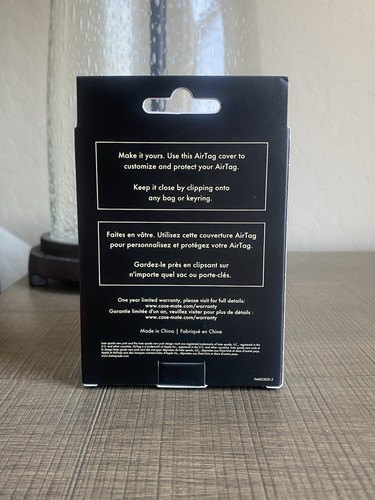 Make it yours. Use this AirTag cover to
customize and protect your AirTag.
Keep it close by clipping onto
any bag or keyring.
Faites en vôtre. Utilisez cette couverture AirTag
pour personnalisez et protégez votre AirTag.
Gardez-le près en clipsant sur
n'importe quel sac ou porte-clés.
One year limited warranty, please visit for full details:
www.case-mate.com/warranty
Garantie limitée d'un an, veuillez visiter pour plus de détails :
www.case-mate.com/warranty
Made in China | Fabriqué en Chine